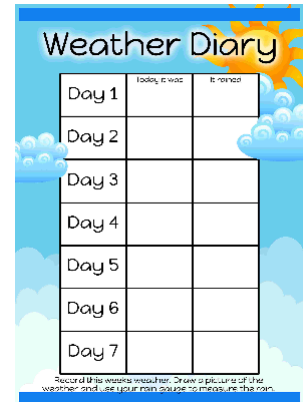 Weather Diary
Today it was
It rained
Day 1
Day 2
Day 3
Day 4
Day 5
Day 6
Day 7
Record this weeks weather. Draw a picture of the
weather and use your rain gauge to measure the rain.